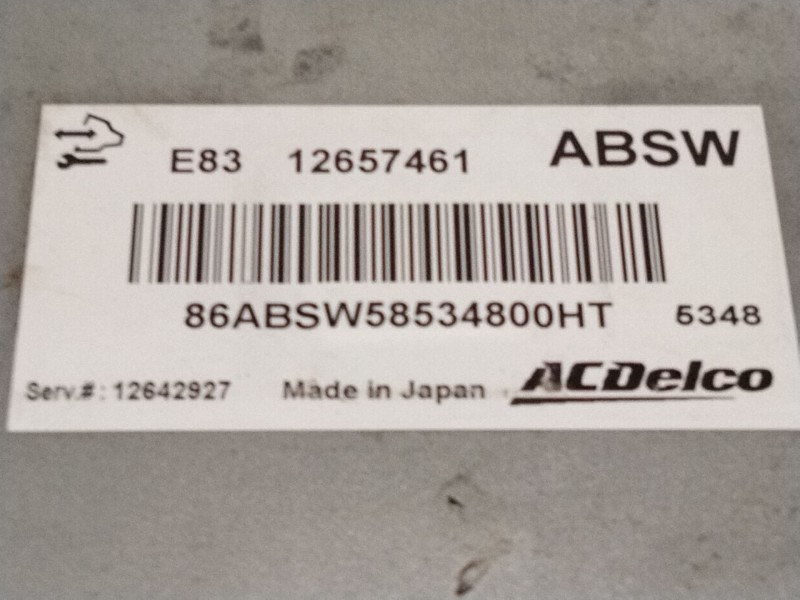 E83 12657461 ABSW
86ABSW58534800HT 5348
Serv.#: 12642927 Made in Japan ACDelco